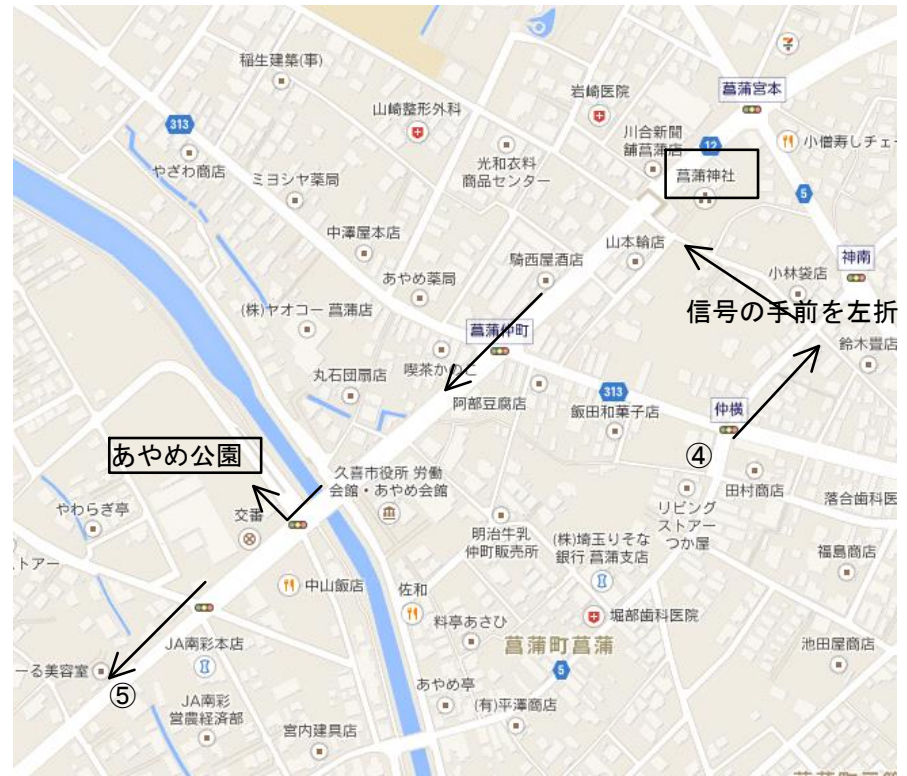 稲生建築(事)
岩崎医院
菖蒲宮本
山崎整形外科
川合新聞
舗菖蒲店
12
小僧寿しチェー
313
やざわ商店
光和衣料
商品センター
菖蒲神社
ミヨシヤ薬局
5
中澤屋本店
騎西屋酒店
山本輪店
神南
あやめ薬局
小林袋店
(株)ヤオコー 菖蒲店
信号の手前を左折
菖蒲仲町
鈴木畳店
喫茶かのこ
丸石団扇店
313
阿部豆腐店
飯田和菓子店
仲横
④
あやめ公園
久喜市役所 労働
会館・あやめ会館
田村商店
リビング
ストアー
つか屋
落合歯科医
やわらぎ亭
交番
明治牛乳
仲町販売所
(株)埼玉りそな
銀行 菖蒲支店
福島商店
トアー
中山飯店
佐和
堀部歯科医院
料亭あさひ
菖蒲町菖蒲
池田屋商店
JA南彩本店
5
ーる美容室
⑤
あやめ亭
JA南彩
営農経済部
(有)平澤商店
宮内建具店